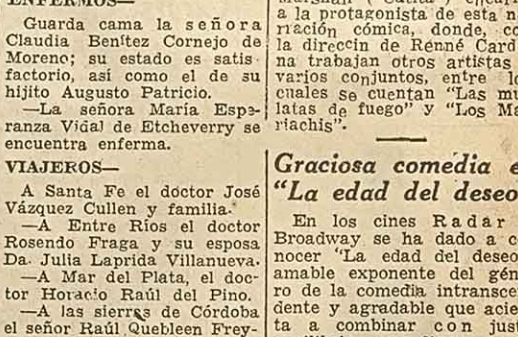 ENFERMOS—
Guarda cama la señora
Claudia Benítez Cornejo de
Moreno; su estado es satis-
factorio, así como el de su
hijito Augusto Patricio.
—La señora María Espe-
ranza Vidal de Etcheverry se
encuentra enferma.
VIAJEROS—
A Santa Fe el doctor José
Vázquez Cullen y familia.
—A Entre Ríos el doctor
Rosendo Fraga y su esposa
Da. Julia Laprida Villanueva.
—A Mar del Plata, el doc-
tor Horacio Raúl del Pino.
—A las sierras de Córdoba
el señor Raúl Quebleen Frey-
a la protagonista de esta n
rración cómica, donde, co
la direccin de Renné Card
na trabajan otros artistas
varios conjuntos, entre lo
cuales se cuentan "Las mu
latas de fuego" y "Los Ma
riachis".
Graciosa comedia e
"La edad del deseo
En los cines Radar
Broadway se ha dado a c
nocer "La edad del deseo
amable exponente del gén
ro de la comedia intransce
dente y agradable que acie
ta a combinar con just